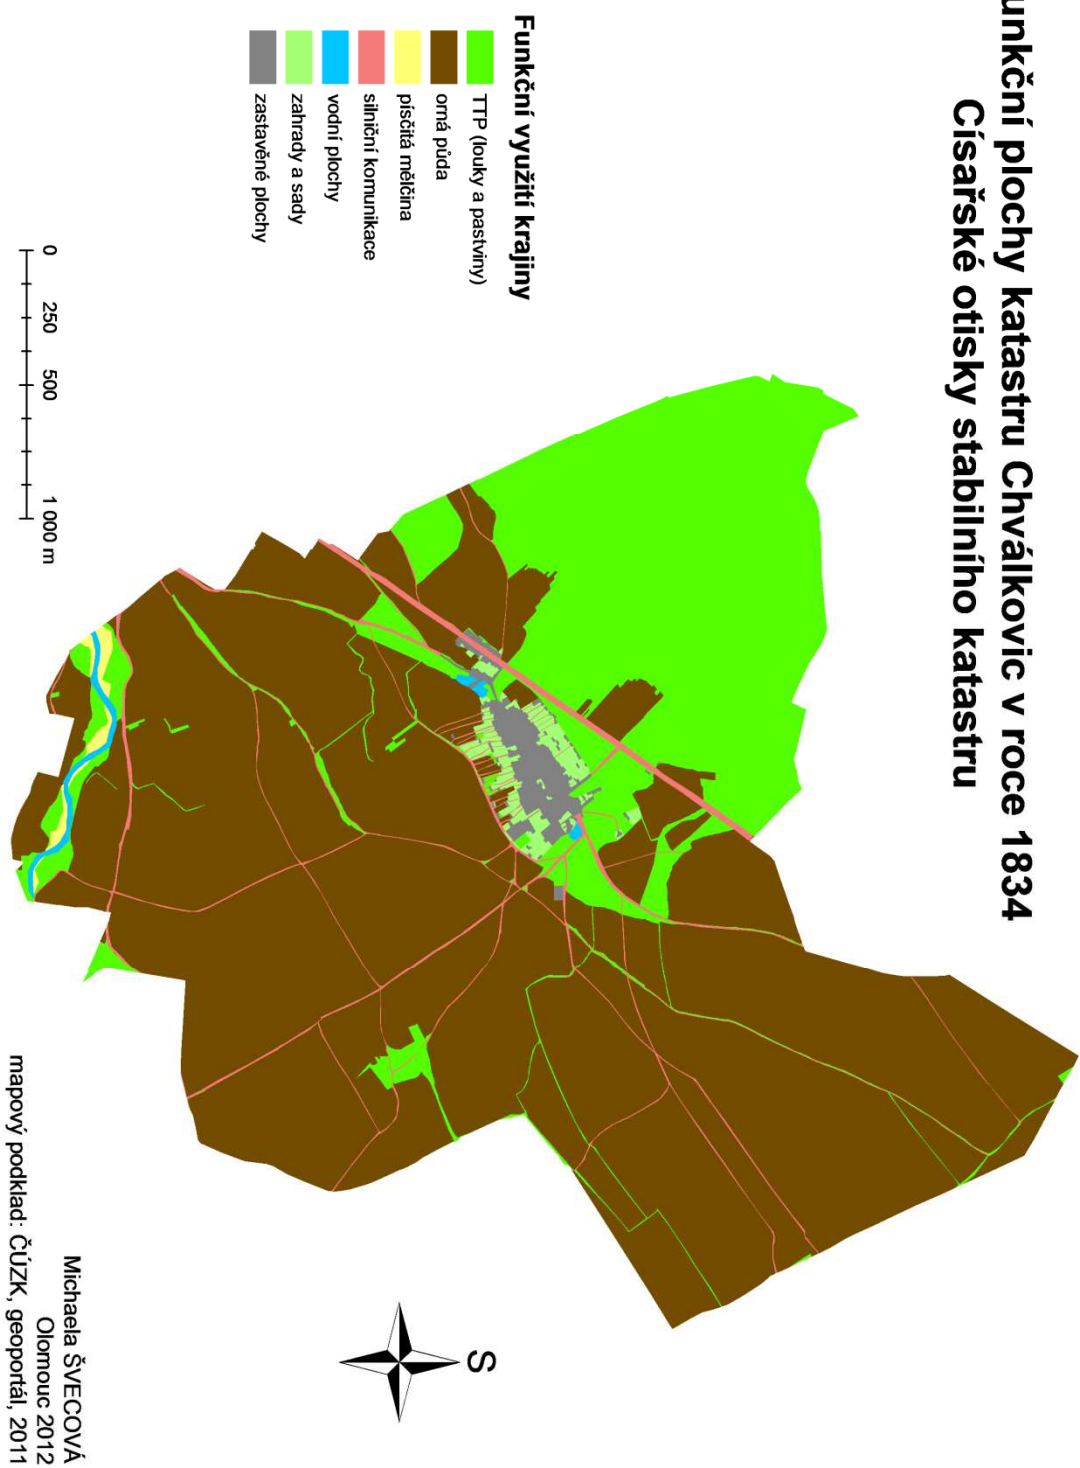 unkční plochy katastru Chválkovic v roce 1834
Císařské otisky stabilního katastru
Funkční využití krajiny
TTP (louky a pastviny)
orná půda
písčitá mělčina
silniční komunikace
vodní plochy
zahrady a sady
zastavěné plochy
0 250 500 1 000 m
S
Michaela ŠVECOVÁ
Olomouc 2012
mapový podklad: ČÚZK, geoportál, 2011